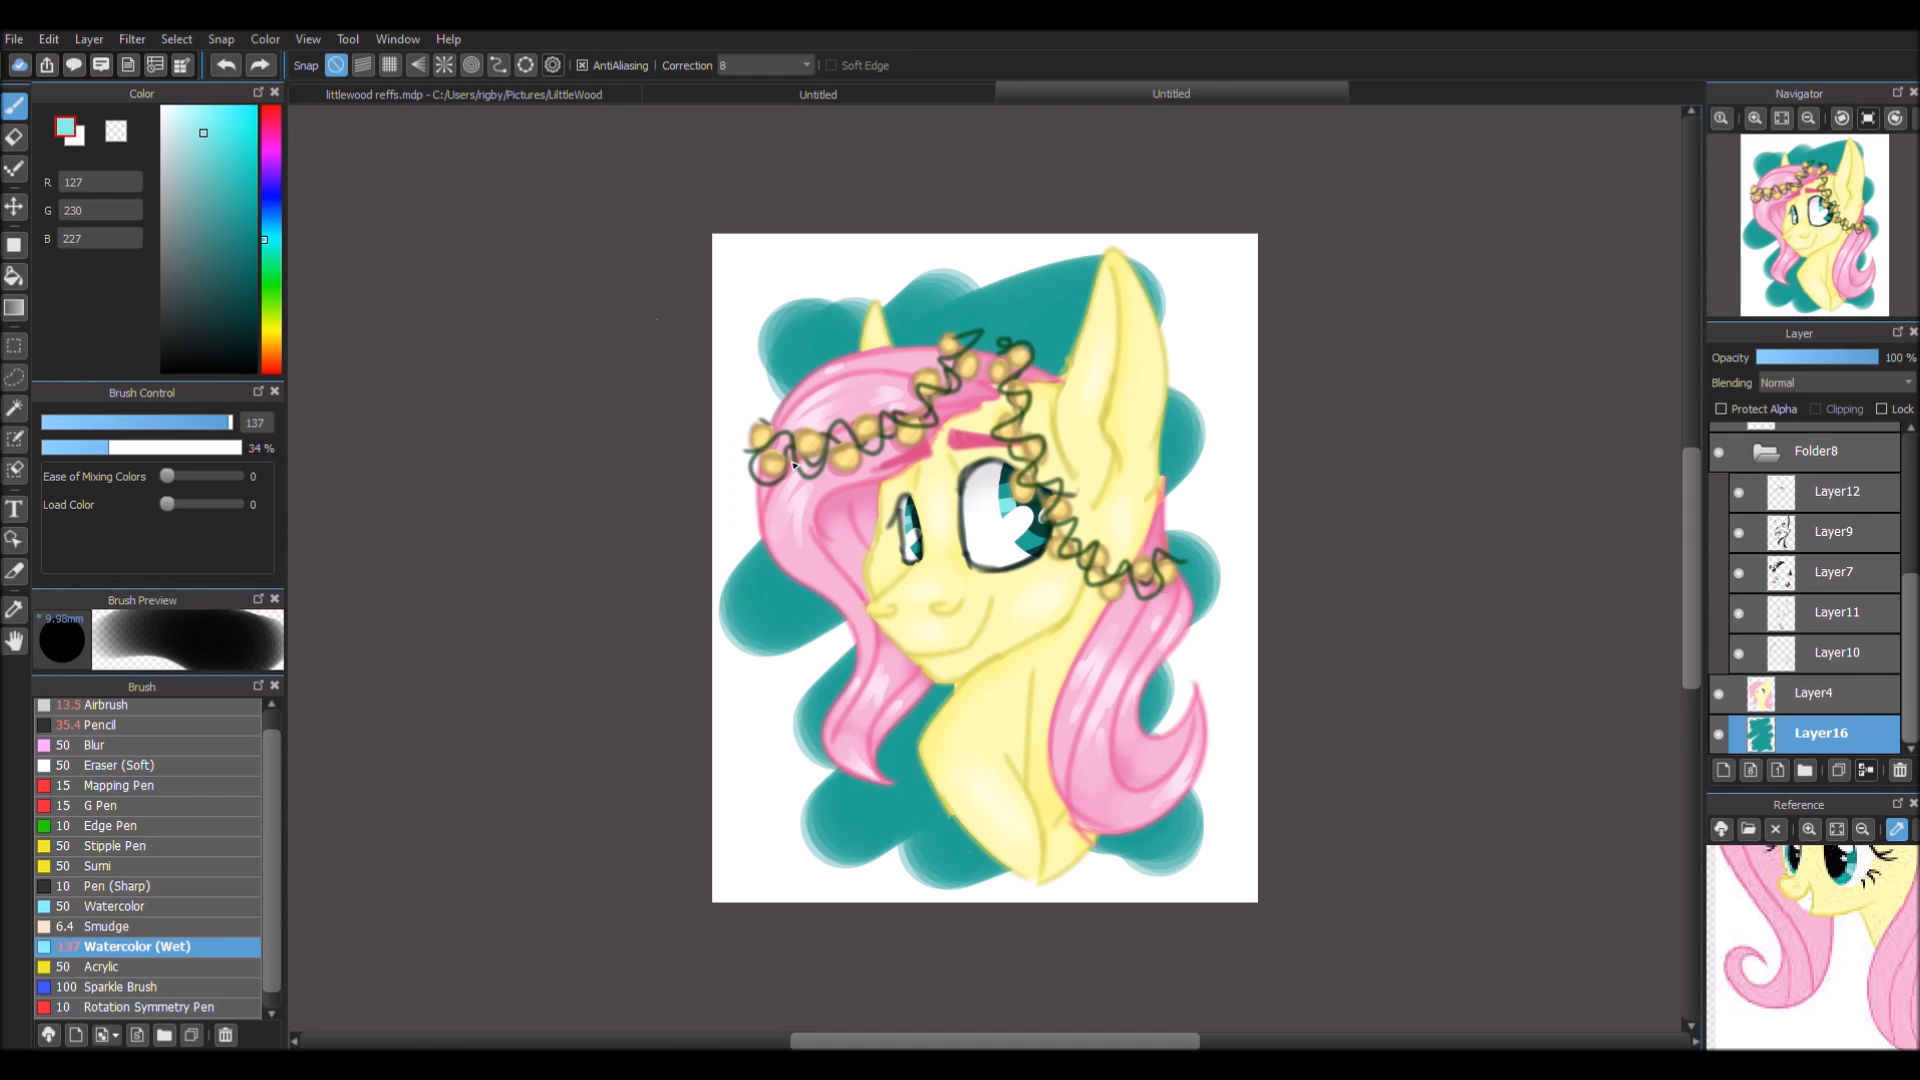 File Edit Layer Filter Select Snap Color View Tool Window Help
Snap AntiAliasing Correction 8 Soft Edge
Color
littlewood reffs.mdp - C:/Users/rigby/Pictures/LilttleWood
Untitled
Untitled
Navigator
R 127
G 230
B 227
Layer
Opacity 100 %
Blending Normal
Protect Alpha Clipping Lock
Brush Control
137
34 %
Ease of Mixing Colors 0
Load Color 0
Folder8
Layer12
Layer9
Layer7
Layer11
Layer10
Layer4
Layer16
Brush Preview
9.98mm
Brush
13.5 Airbrush
35.4 Pencil
50 Blur
50 Eraser (Soft)
15 Mapping Pen
15 G Pen
10 Edge Pen
50 Stipple Pen
50 Sumi
10 Pen (Sharp)
50 Watercolor
6.4 Smudge
137 Watercolor (Wet)
50 Acrylic
100 Sparkle Brush
10 Rotation Symmetry Pen
Reference